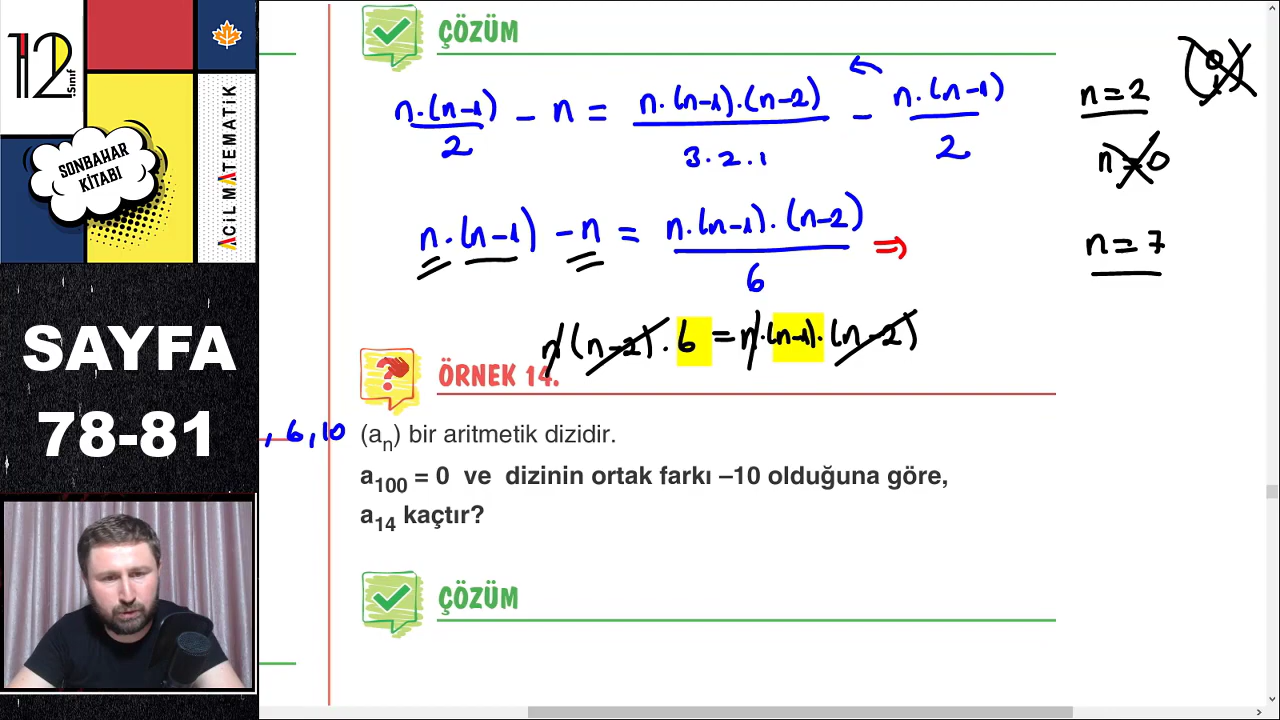 12
.Sınıf
SONBAHAR
KİTABI
ACİLMATEMATİK
SAYFA
78-81
ÇÖZÜM
n.(n-1)/2 - n = n.(n-1).(n-2)/3.2.1 - n.(n-1)/2
n=2
n=0
n.(n-1) - n = n.(n-1).(n-2)/6 ⇒
n=7
n(n-2).6 = n.(n-1).(n-2)
?
ÖRNEK 14.
, 6, 10
(aₙ) bir aritmetik dizidir.
a₁₀₀ = 0 ve dizinin ortak farkı –10 olduğuna göre,
a₁₄ kaçtır?
ÇÖZÜM